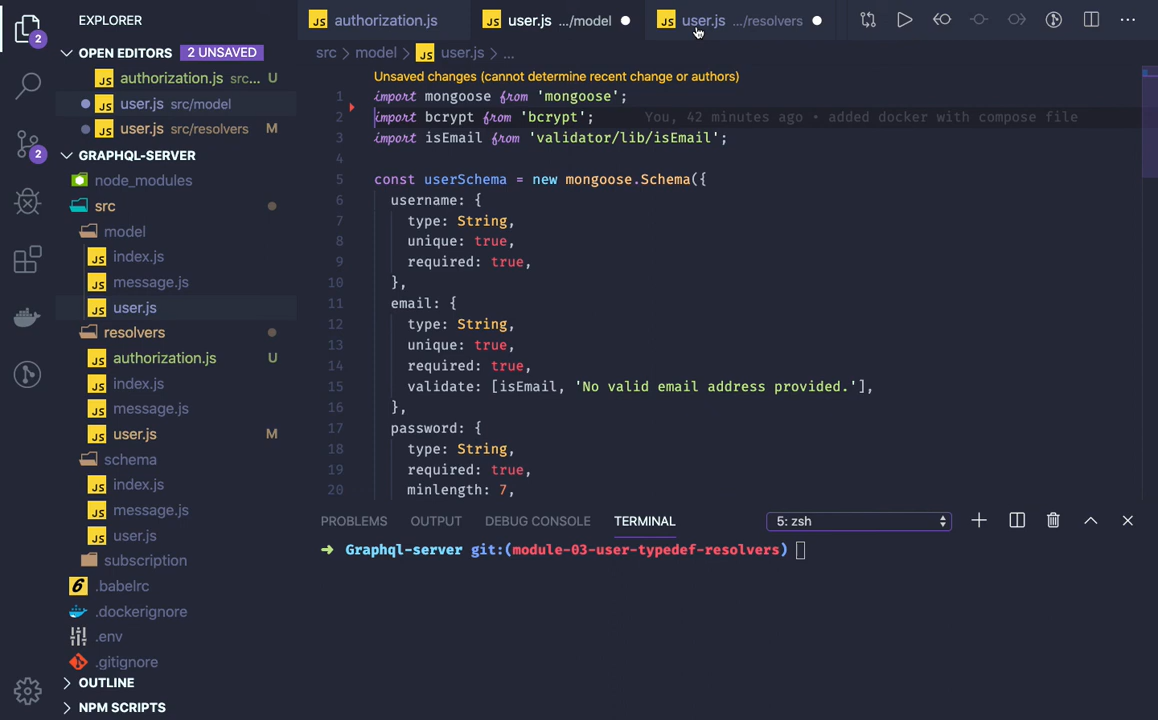 EXPLORER
OPEN EDITORS 2 UNSAVED
authorization.js src... U
user.js src/model
user.js src/resolvers M
GRAPHQL-SERVER
node_modules
src
model
index.js
message.js
user.js
resolvers
authorization.js U
index.js
message.js
user.js M
schema
index.js
message.js
user.js
subscription
.babelrc
.dockerignore
.env
.gitignore
OUTLINE
NPM SCRIPTS
2
2
JS authorization.js
JS user.js .../model
JS user.js .../resolvers
src > model > JS user.js > ...
Unsaved changes (cannot determine recent change or authors)
1 import mongoose from 'mongoose';
2 import bcrypt from 'bcrypt'; You, 42 minutes ago • added docker with compose file
3 import isEmail from 'validator/lib/isEmail';
4
5 const userSchema = new mongoose.Schema({
6 username: {
7 type: String,
8 unique: true,
9 required: true,
10 },
11 email: {
12 type: String,
13 unique: true,
14 required: true,
15 validate: [isEmail, 'No valid email address provided.'],
16 },
17 password: {
18 type: String,
19 required: true,
20 minlength: 7,
PROBLEMS OUTPUT DEBUG CONSOLE TERMINAL 5: zsh
➜ Graphql-server git:(module-03-user-typedef-resolvers)